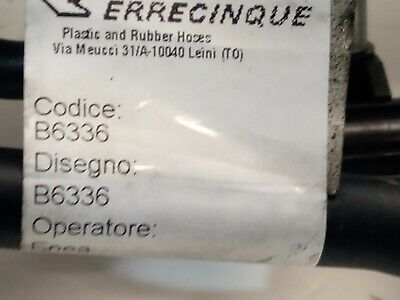 ERRECINQUE
Plastic and Rubber Hoses
Via Meucci 31/A-10040 Leinì (TO)
Codice:
B6336
Disegno:
B6336
Operatore: